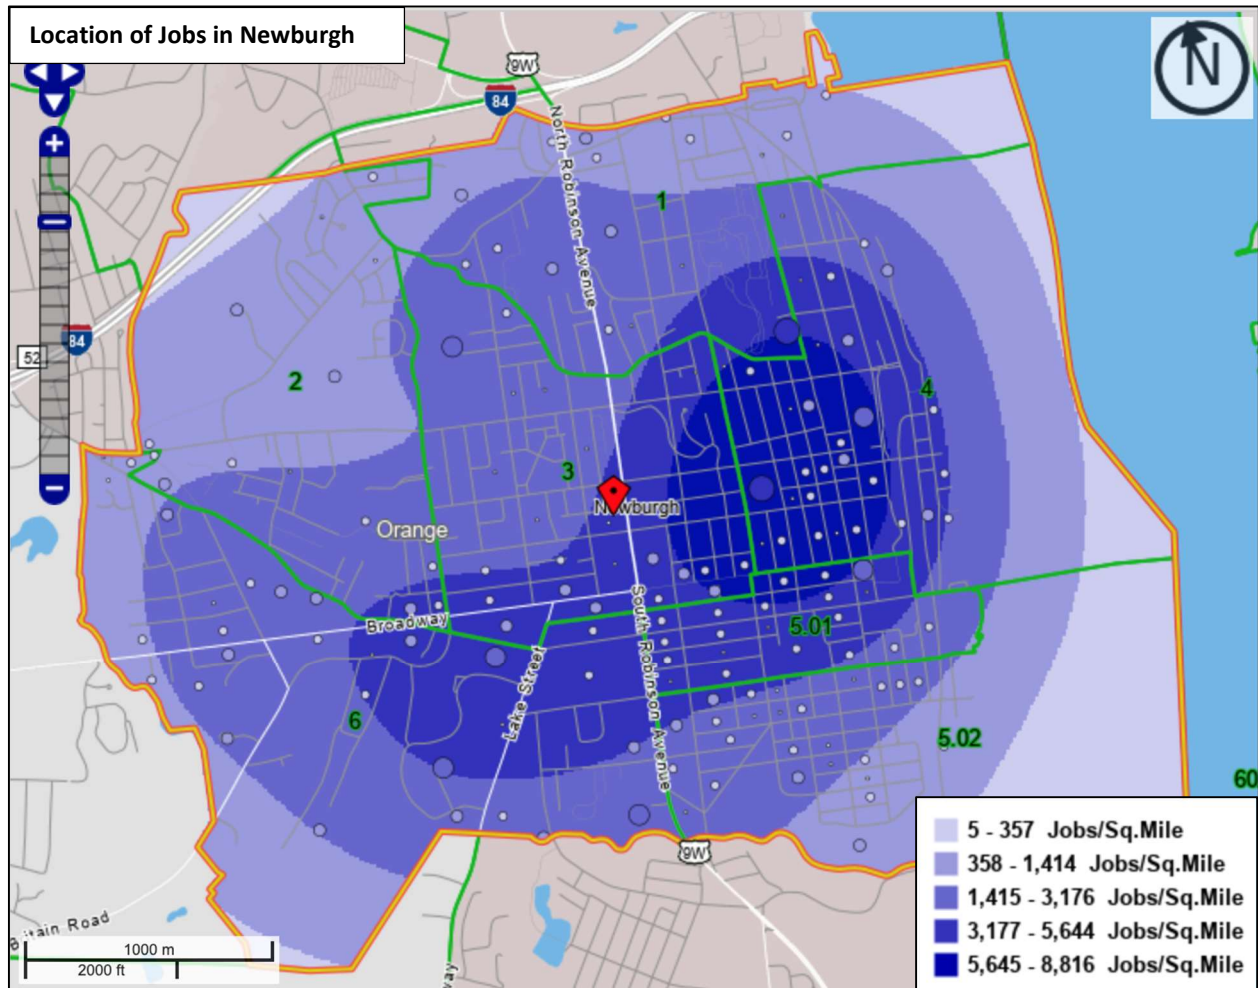 Location of Jobs in Newburgh
9W
84
North Robinson Avenue
1
84
52
2
4
3
Newburgh
Orange
Broadway
South Robinson Avenue
5.01
Lake Street
6
5.02
60
9W
N
5 - 357 Jobs/Sq.Mile
358 - 1,414 Jobs/Sq.Mile
1,415 - 3,176 Jobs/Sq.Mile
3,177 - 5,644 Jobs/Sq.Mile
5,645 - 8,816 Jobs/Sq.Mile
Britain Road
1000 m
2000 ft
way